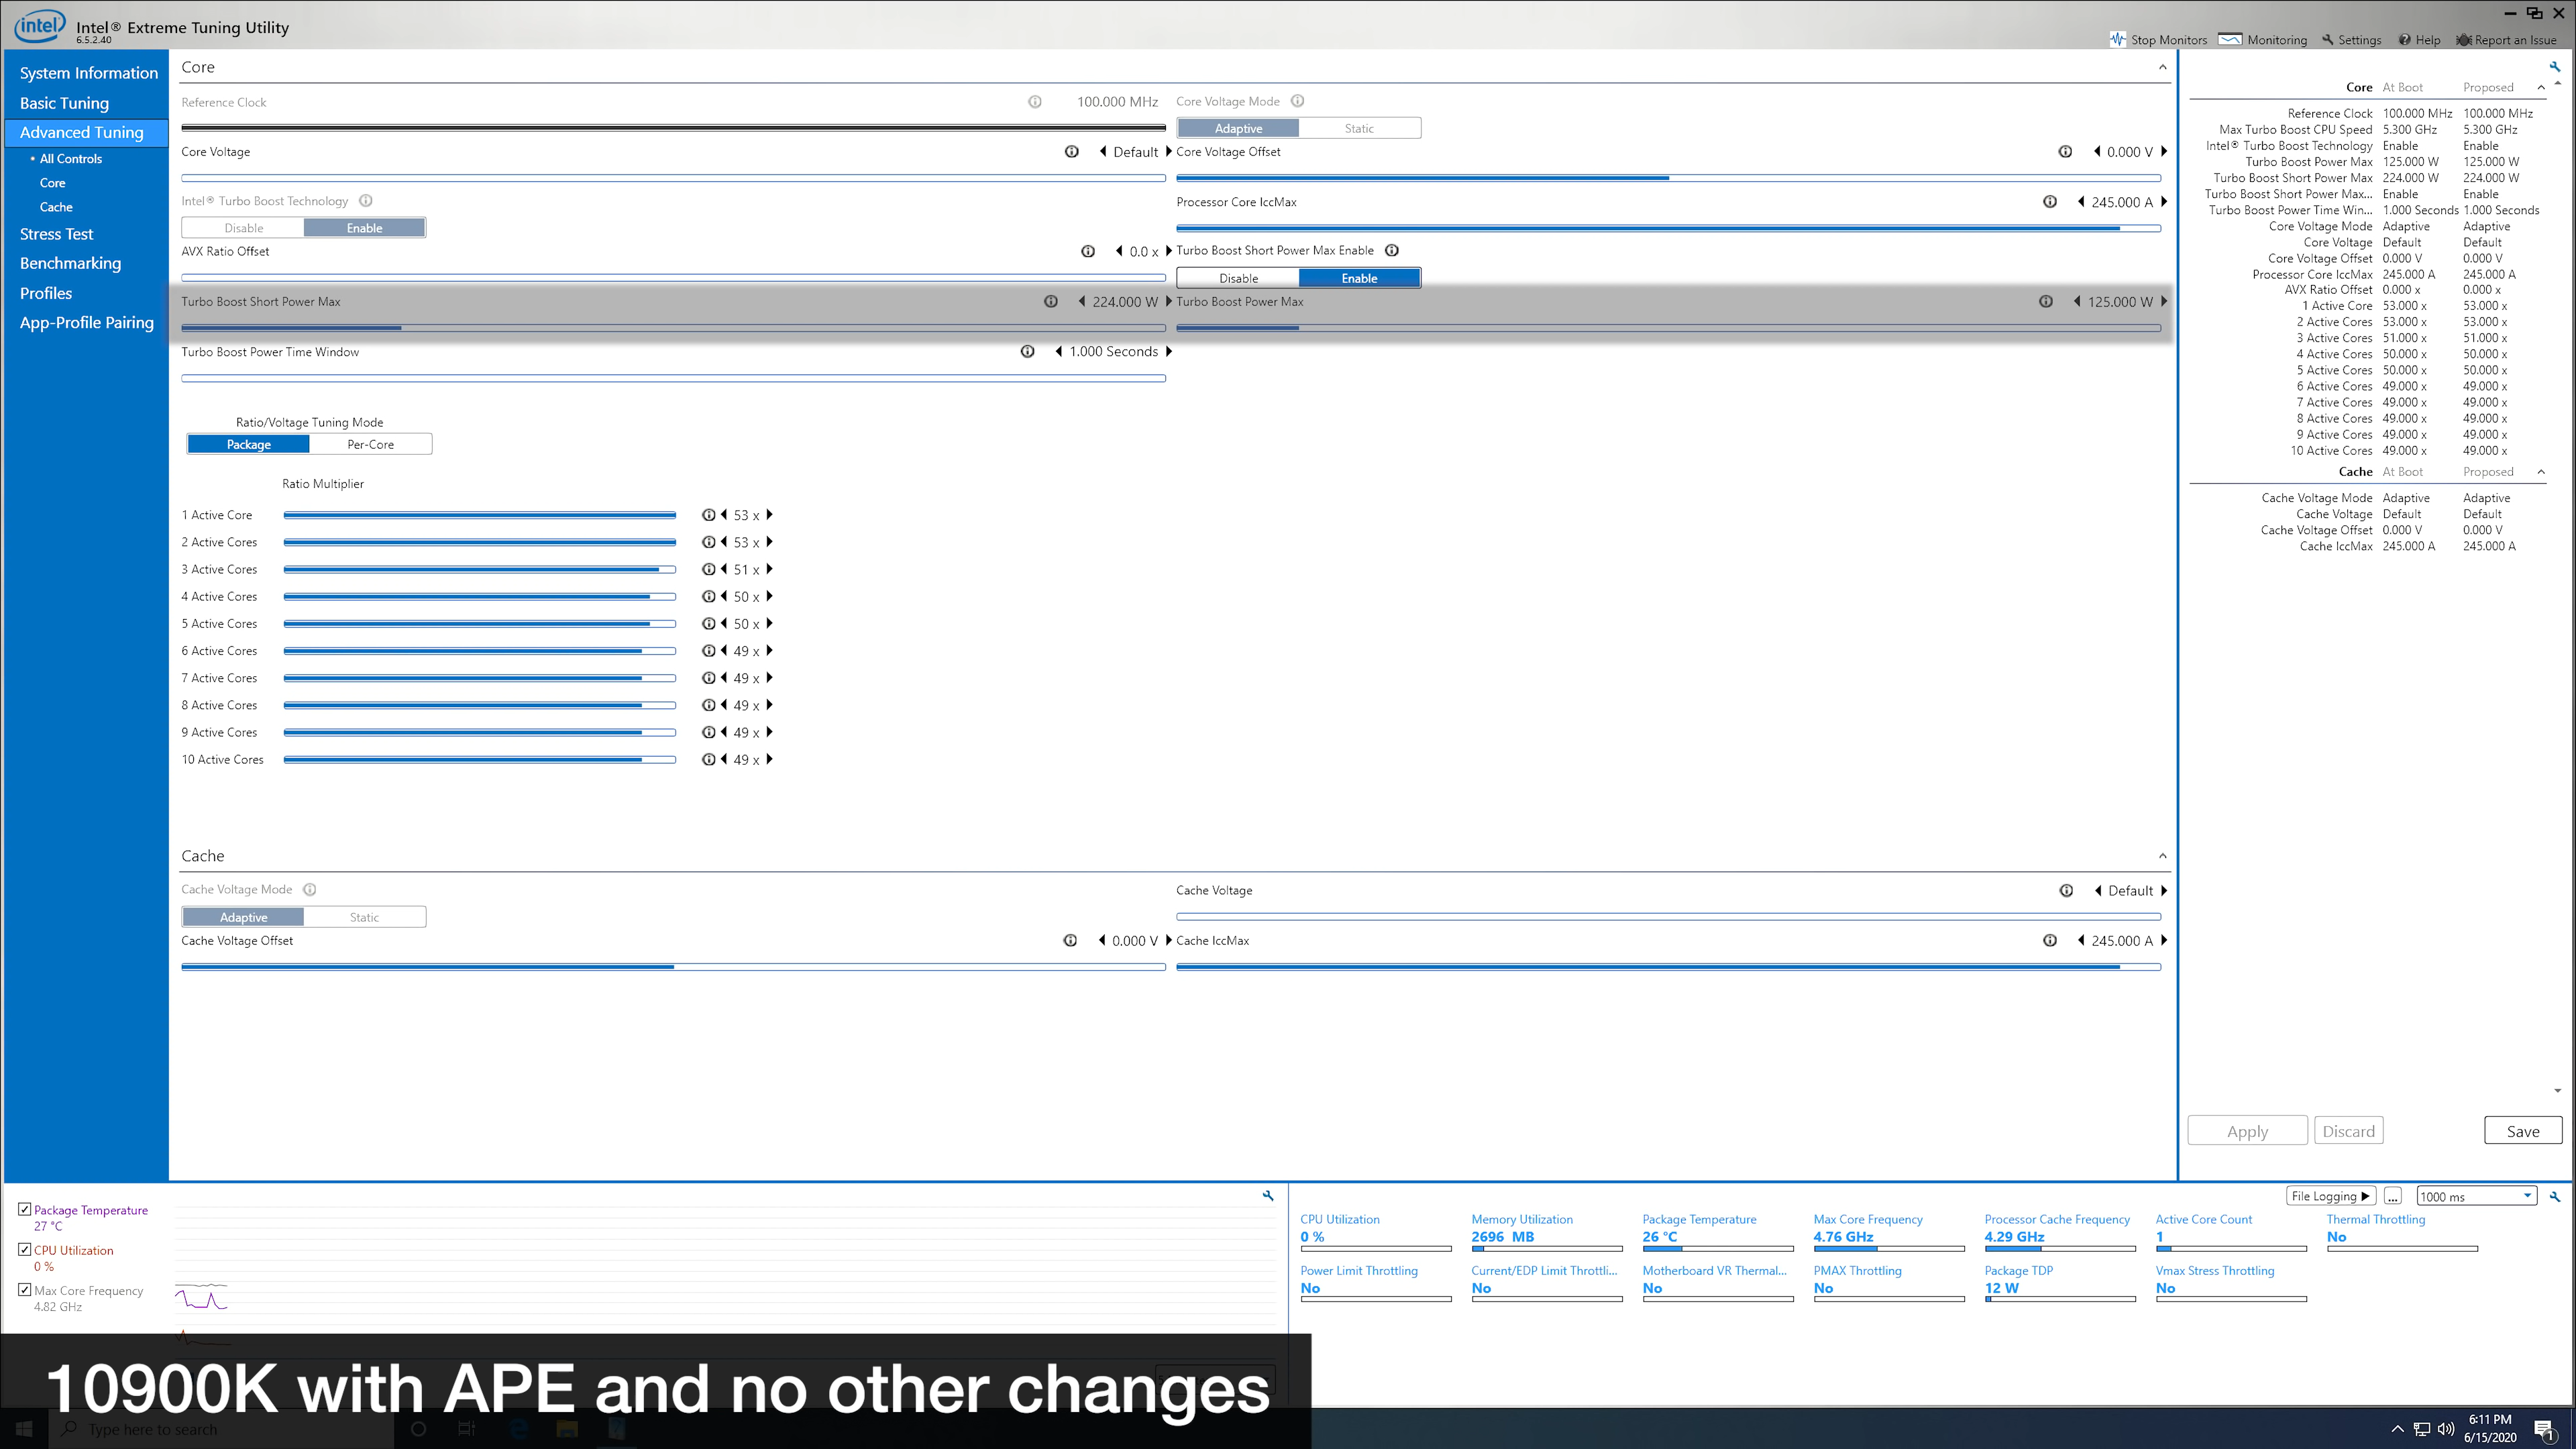 intel
Intel® Extreme Tuning Utility
6.5.2.40
Stop Monitors Monitoring Settings Help Report an Issue
System Information
Basic Tuning
Advanced Tuning
• All Controls
Core
Cache
Stress Test
Benchmarking
Profiles
App-Profile Pairing
Core
Reference Clock 100.000 MHz
Core Voltage Mode
Adaptive Static
Core Voltage Default
Core Voltage Offset 0.000 V
Intel® Turbo Boost Technology
Disable Enable
Processor Core IccMax 245.000 A
AVX Ratio Offset 0.0 x
Turbo Boost Short Power Max Enable
Disable Enable
Turbo Boost Short Power Max 224.000 W
Turbo Boost Power Max 125.000 W
Turbo Boost Power Time Window 1.000 Seconds
Ratio/Voltage Tuning Mode
Package Per-Core
Ratio Multiplier
1 Active Core 53 x
2 Active Cores 53 x
3 Active Cores 51 x
4 Active Cores 50 x
5 Active Cores 50 x
6 Active Cores 49 x
7 Active Cores 49 x
8 Active Cores 49 x
9 Active Cores 49 x
10 Active Cores 49 x
Cache
Cache Voltage Mode
Adaptive Static
Cache Voltage Default
Cache Voltage Offset 0.000 V
Cache IccMax 245.000 A
Core At Boot Proposed
Reference Clock 100.000 MHz 100.000 MHz
Max Turbo Boost CPU Speed 5.300 GHz 5.300 GHz
Intel® Turbo Boost Technology Enable Enable
Turbo Boost Power Max 125.000 W 125.000 W
Turbo Boost Short Power Max 224.000 W 224.000 W
Turbo Boost Short Power Max... Enable Enable
Turbo Boost Power Time Win... 1.000 Seconds 1.000 Seconds
Core Voltage Mode Adaptive Adaptive
Core Voltage Default Default
Core Voltage Offset 0.000 V 0.000 V
Processor Core IccMax 245.000 A 245.000 A
AVX Ratio Offset 0.000 x 0.000 x
1 Active Core 53.000 x 53.000 x
2 Active Cores 53.000 x 53.000 x
3 Active Cores 51.000 x 51.000 x
4 Active Cores 50.000 x 50.000 x
5 Active Cores 50.000 x 50.000 x
6 Active Cores 49.000 x 49.000 x
7 Active Cores 49.000 x 49.000 x
8 Active Cores 49.000 x 49.000 x
9 Active Cores 49.000 x 49.000 x
10 Active Cores 49.000 x 49.000 x
Cache At Boot Proposed
Cache Voltage Mode Adaptive Adaptive
Cache Voltage Default Default
Cache Voltage Offset 0.000 V 0.000 V
Cache IccMax 245.000 A 245.000 A
Apply Discard Save
Package Temperature
27 °C
CPU Utilization
0 %
Max Core Frequency
4.82 GHz
File Logging ... 1000 ms
CPU Utilization Memory Utilization Package Temperature Max Core Frequency Processor Cache Frequency Active Core Count Thermal Throttling
0 % 2696 MB 26 °C 4.76 GHz 4.29 GHz 1 No
Power Limit Throttling Current/EDP Limit Throttli... Motherboard VR Thermal... PMAX Throttling Package TDP Vmax Stress Throttling
No No No No 12 W No
10900K with APE and no other changes
Type here to search
6:11 PM
6/15/2020
1